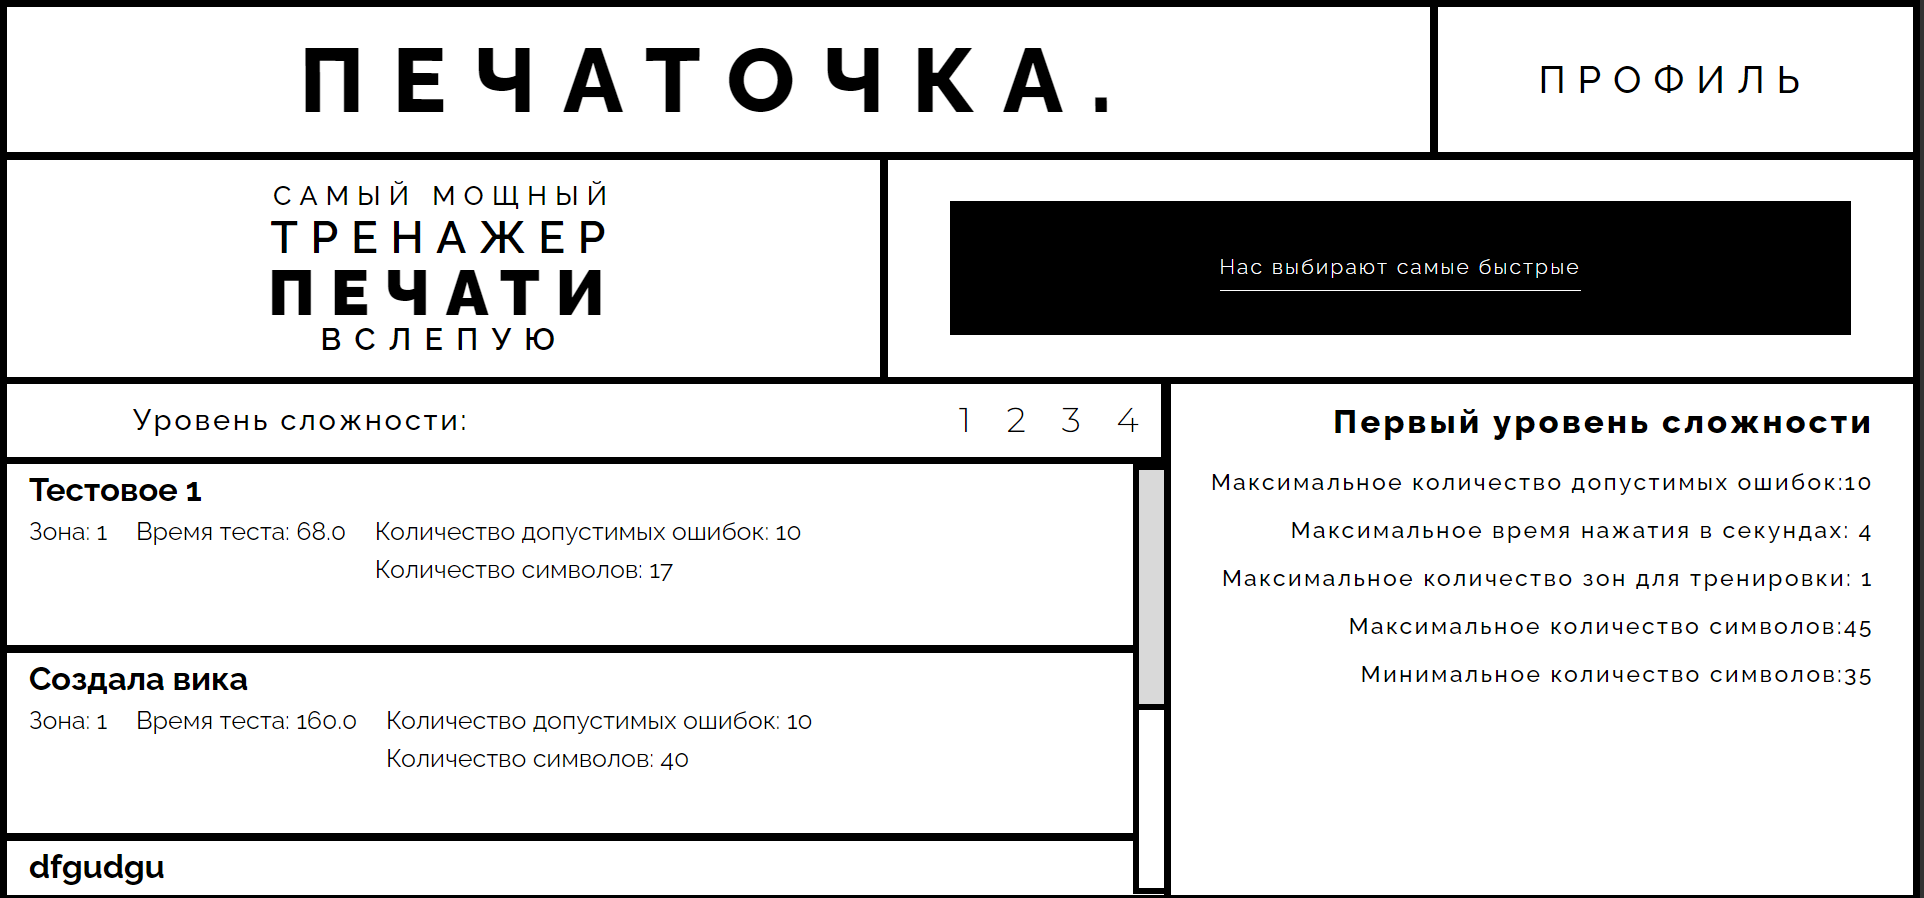 ПЕЧАТОЧКА.
ПРОФИЛЬ
САМЫЙ МОЩНЫЙ
ТРЕНАЖЕР
ПЕЧАТИ
ВСЛЕПУЮ
Нас выбирают самые быстрые
Уровень сложности: 1 2 3 4
Тестовое 1
Зона: 1 Время теста: 68.0 Количество допустимых ошибок: 10
Количество символов: 17
Создала вика
Зона: 1 Время теста: 160.0 Количество допустимых ошибок: 10
Количество символов: 40
dfgudgu
Первый уровень сложности
Максимальное количество допустимых ошибок:10
Максимальное время нажатия в секундах: 4
Максимальное количество зон для тренировки: 1
Максимальное количество символов:45
Минимальное количество символов:35